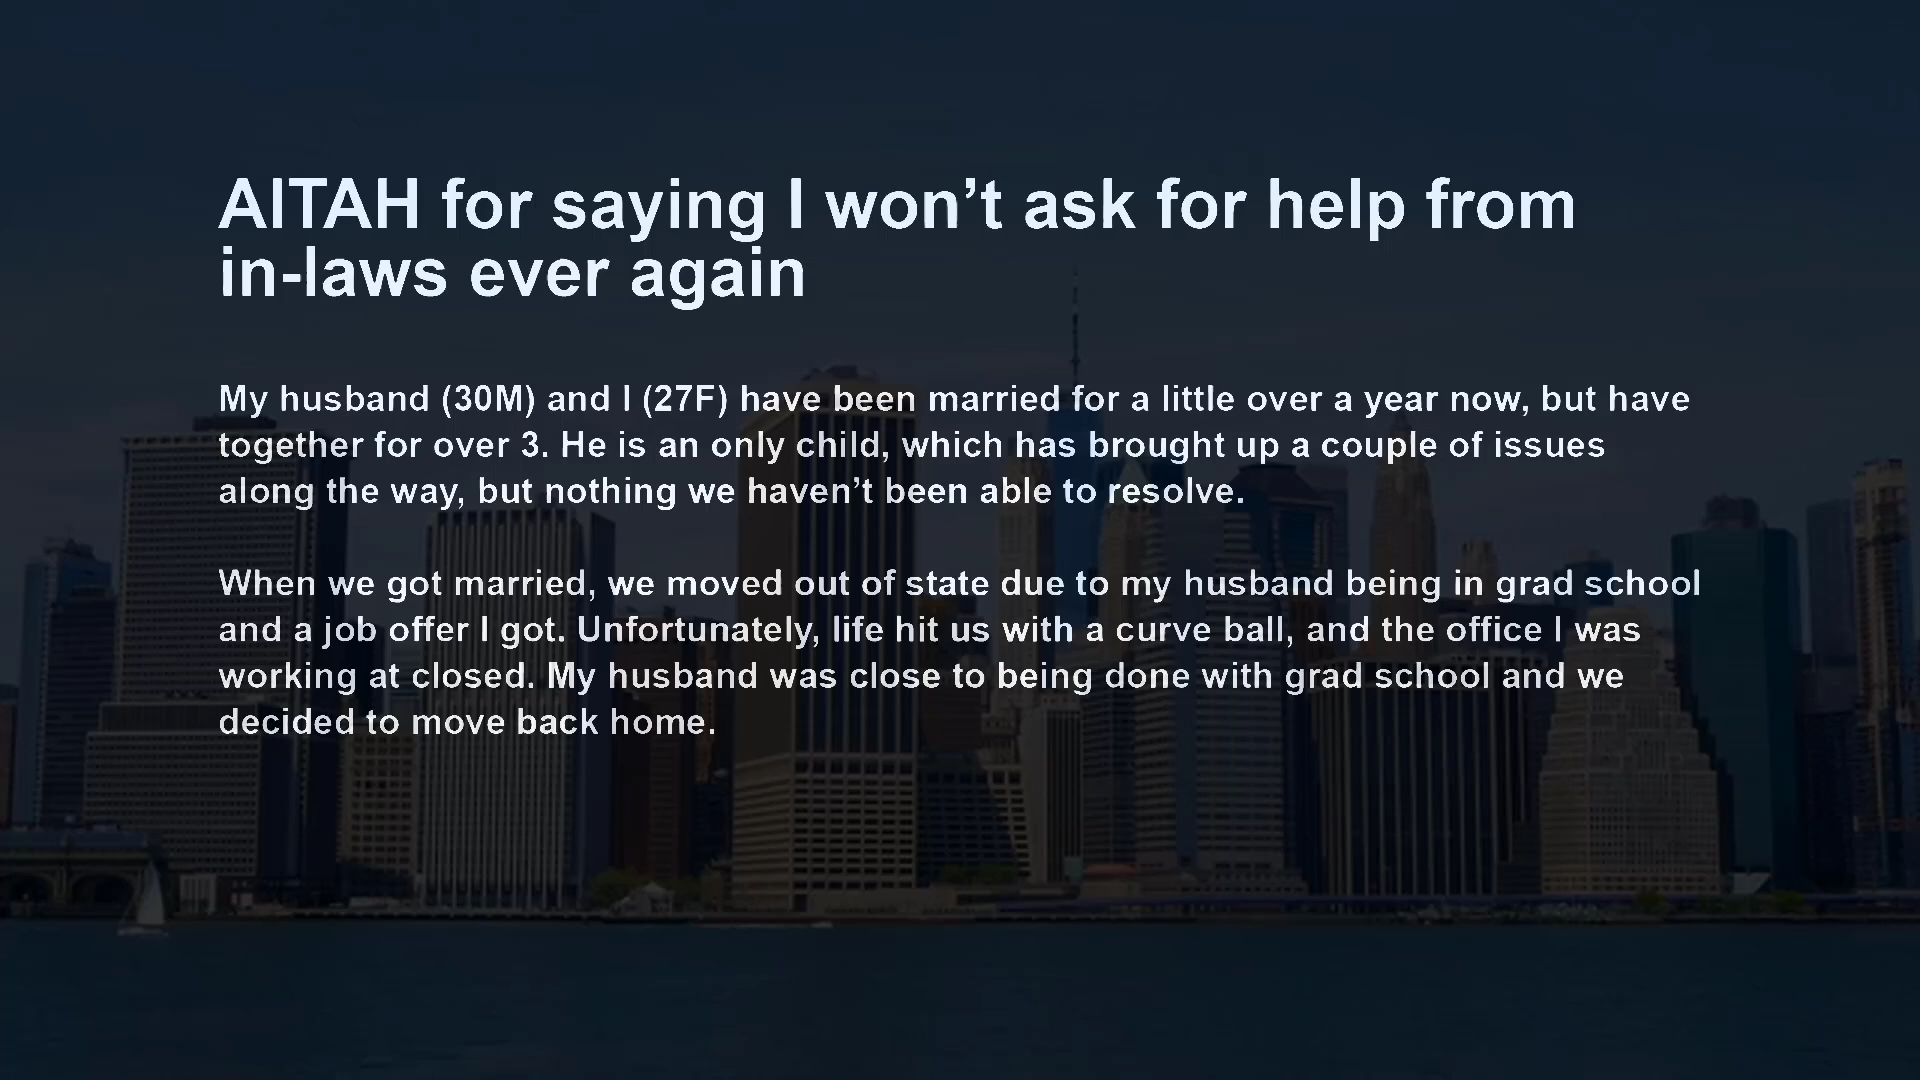 AITAH for saying I won’t ask for help from
in-laws ever again
My husband (30M) and I (27F) have been married for a little over a year now, but have
together for over 3. He is an only child, which has brought up a couple of issues
along the way, but nothing we haven’t been able to resolve.
When we got married, we moved out of state due to my husband being in grad school
and a job offer I got. Unfortunately, life hit us with a curve ball, and the office I was
working at closed. My husband was close to being done with grad school and we
decided to move back home.